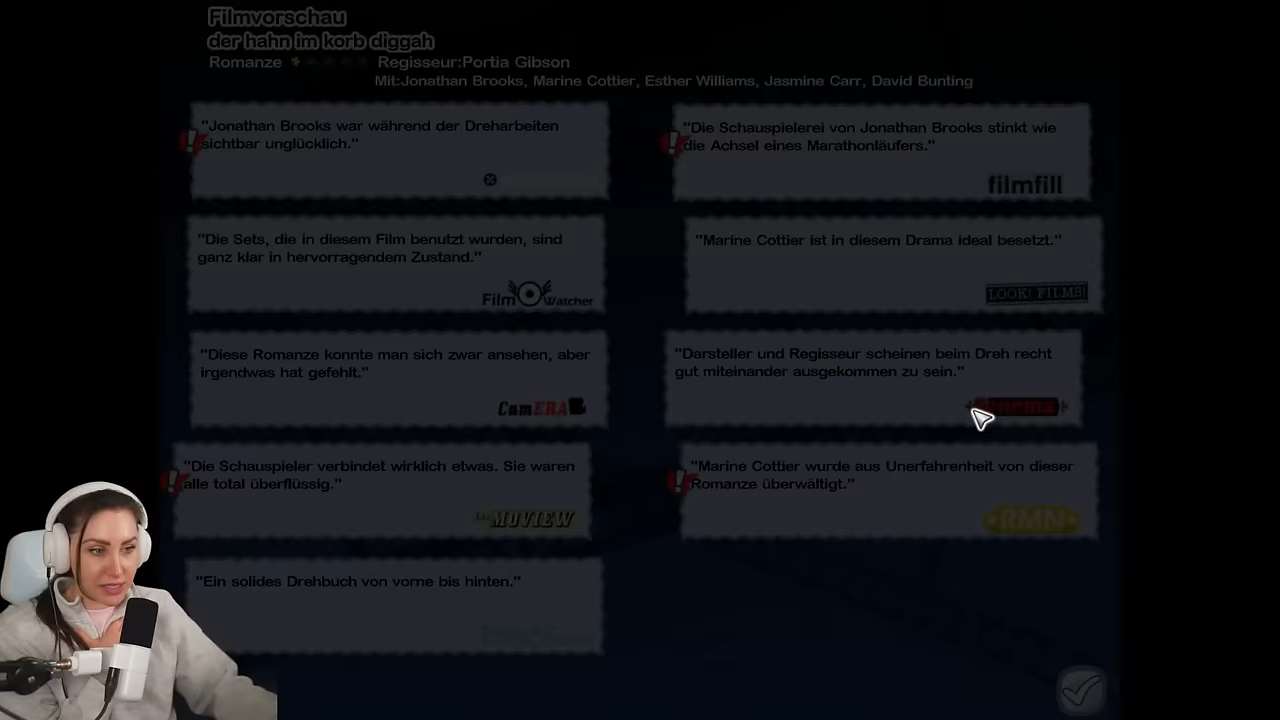 Filmvorschau
der hahn im korb diggah
Romanze
Regisseur:Portia Gibson
Mit:Jonathan Brooks, Marine Cottier, Esther Williams, Jasmine Carr, David Bunting
"Jonathan Brooks war während der Dreharbeiten
sichtbar unglücklich."
"Die Schauspielerei von Jonathan Brooks stinkt wie
die Achsel eines Marathonläufers."
filmfill
"Die Sets, die in diesem Film benutzt wurden, sind
ganz klar in hervorragendem Zustand."
Film Watcher
"Marine Cottier ist in diesem Drama ideal besetzt."
LOOK! FILMS!
"Diese Romanze konnte man sich zwar ansehen, aber
irgendwas hat gefehlt."
CamERA
"Darsteller und Regisseur scheinen beim Dreh recht
gut miteinander ausgekommen zu sein."
Cinema
"Die Schauspieler verbindet wirklich etwas. Sie waren
alle total überflüssig."
MOVIEW
"Marine Cottier wurde aus Unerfahrenheit von dieser
Romanze überwältigt."
RMN
"Ein solides Drehbuch von vorne bis hinten."